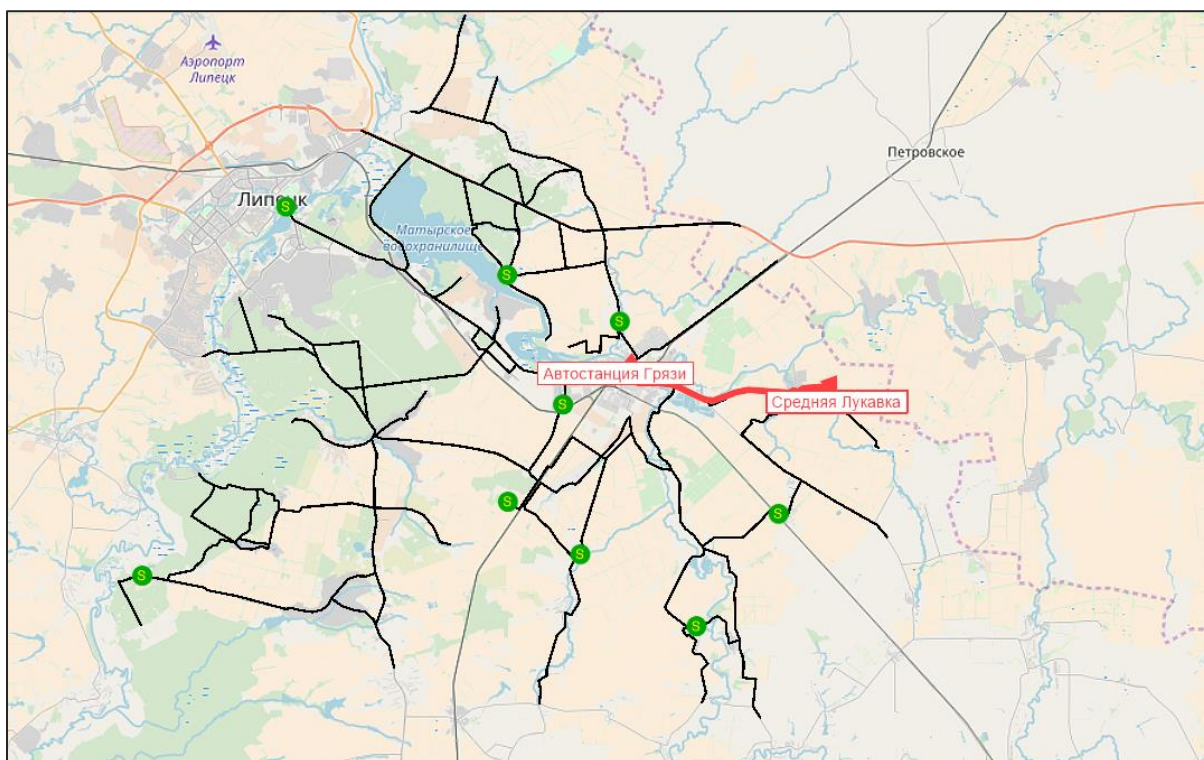 Аэропорт
Липецк
Петровское
Липецк
S
Матырское
водохранилище
S
S
Автостанция Грязи
Средняя Лукавка
S
S
S
S
S
S